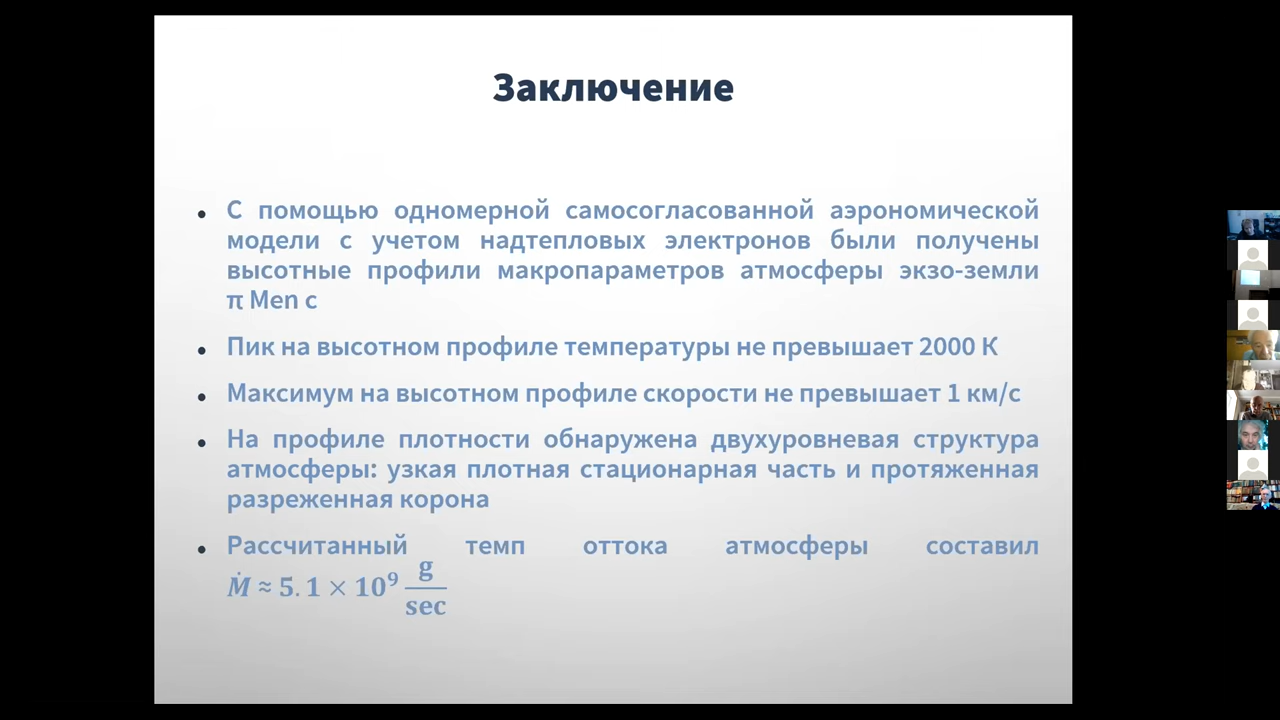 Заключение
С помощью одномерной самосогласованной аэрономической
модели с учетом надтепловых электронов были получены
высотные профили макропараметров атмосферы экзо-земли
π Men c
Пик на высотном профиле температуры не превышает 2000 К
Максимум на высотном профиле скорости не превышает 1 км/с
На профиле плотности обнаружена двухуровневая структура
атмосферы: узкая плотная стационарная часть и протяженная
разреженная корона
Рассчитанный темп оттока атмосферы составил
Ṁ ≈ 5.1 × 10⁹ g/sec